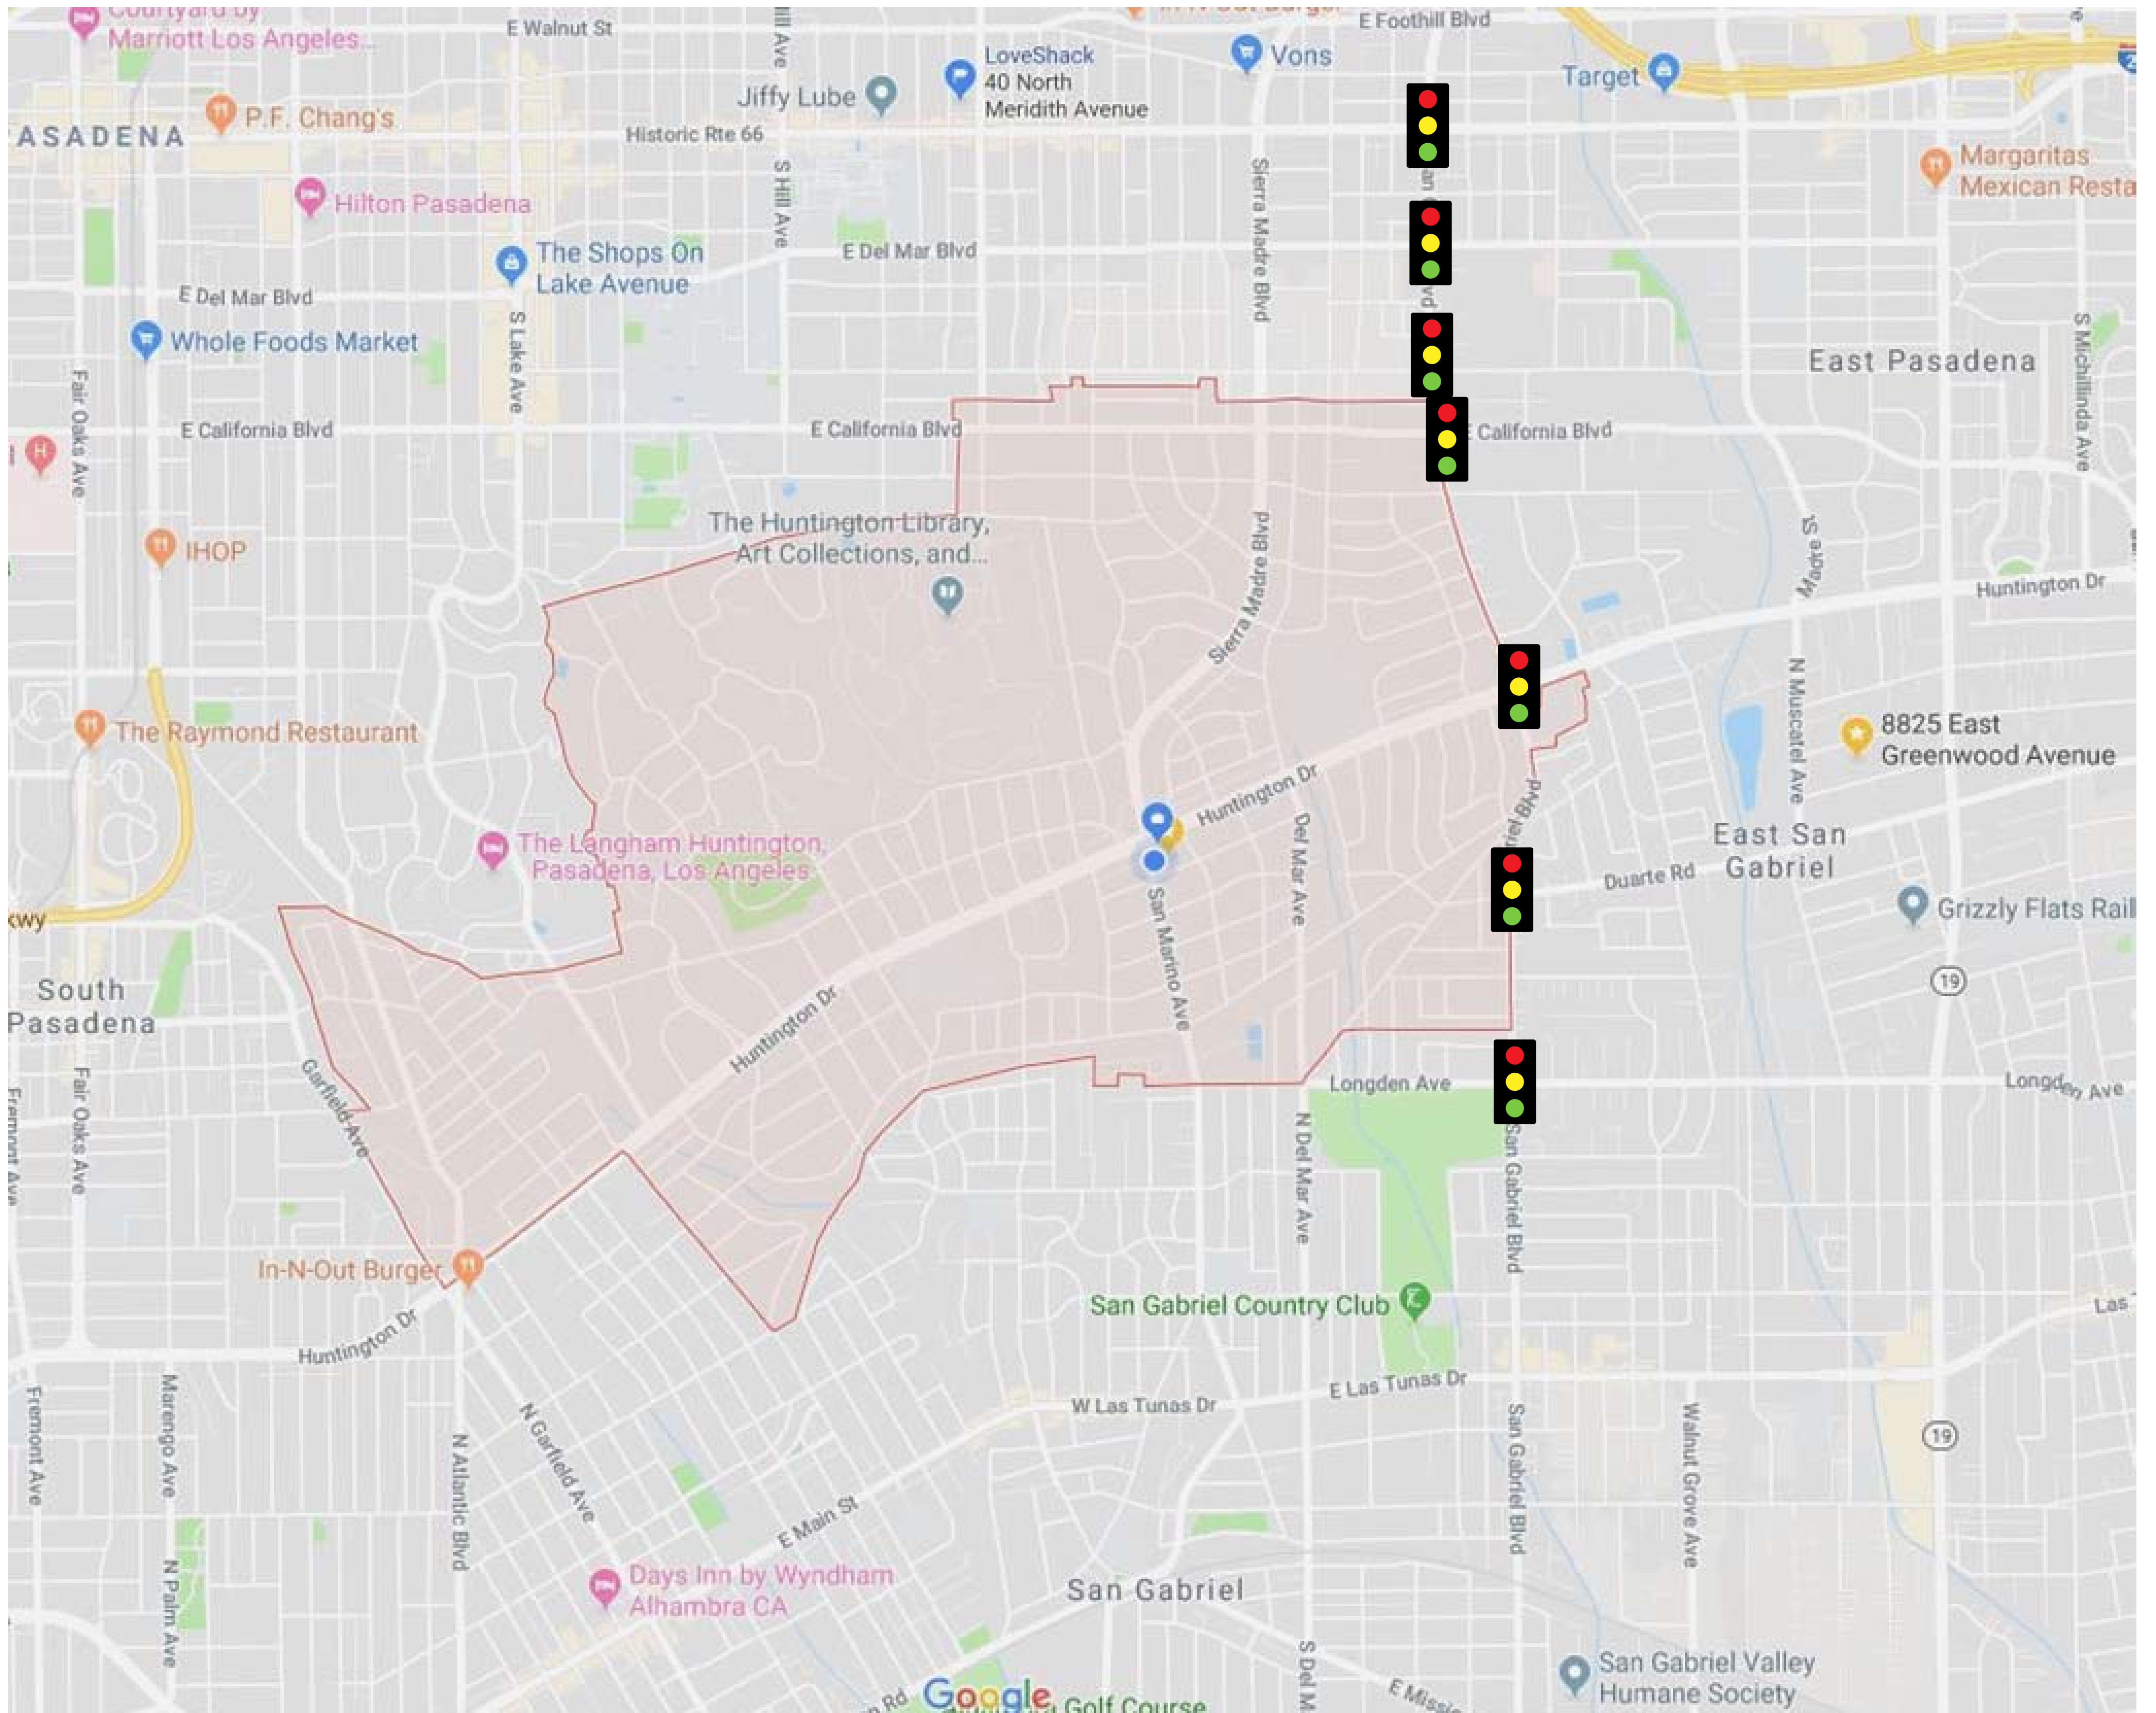 Courtyard by
Marriott Los Angeles...
E Walnut St
E Foothill Blvd
LoveShack
40 North
Meridith Avenue
Vons
Target
Jiffy Lube
P.F. Chang's
ASADENA
Historic Rte 66
Margaritas
Mexican Resta
S Hill Ave
Sierra Madre Blvd
Hilton Pasadena
The Shops On
Lake Avenue
E Del Mar Blvd
E Del Mar Blvd
Whole Foods Market
S Lake Ave
Fair Oaks Ave
East Pasadena
S Michillinda Ave
E California Blvd
E California Blvd
E California Blvd
H
The Huntington Library,
Art Collections, and...
IHOP
Sierra Madre Blvd
Huntington Dr
The Raymond Restaurant
N Muscatel Ave
8825 East
Greenwood Avenue
Huntington Dr
The Langham Huntington,
Pasadena, Los Angeles
Del Mar Ave
East San
Gabriel
Duarte Rd
Grizzly Flats Rail
kwy
San Marino Ave
South
Pasadena
19
Huntington Dr
Garfield Ave
Fair Oaks Ave
Fremont Ave
Longden Ave
Longden Ave
N Del Mar Ave
San Gabriel Blvd
In-N-Out Burger
San Gabriel Country Club
Las
Huntington Dr
E Las Tunas Dr
W Las Tunas Dr
Fremont Ave
Marengo Ave
N Garfield Ave
N Atlantic Blvd
San Gabriel Blvd
Walnut Grove Ave
19
E Main St
N Palm Ave
Days Inn by Wyndham
Alhambra CA
San Gabriel
S Del M
San Gabriel Valley
Humane Society
Rd
Google
Golf Course
E Missi